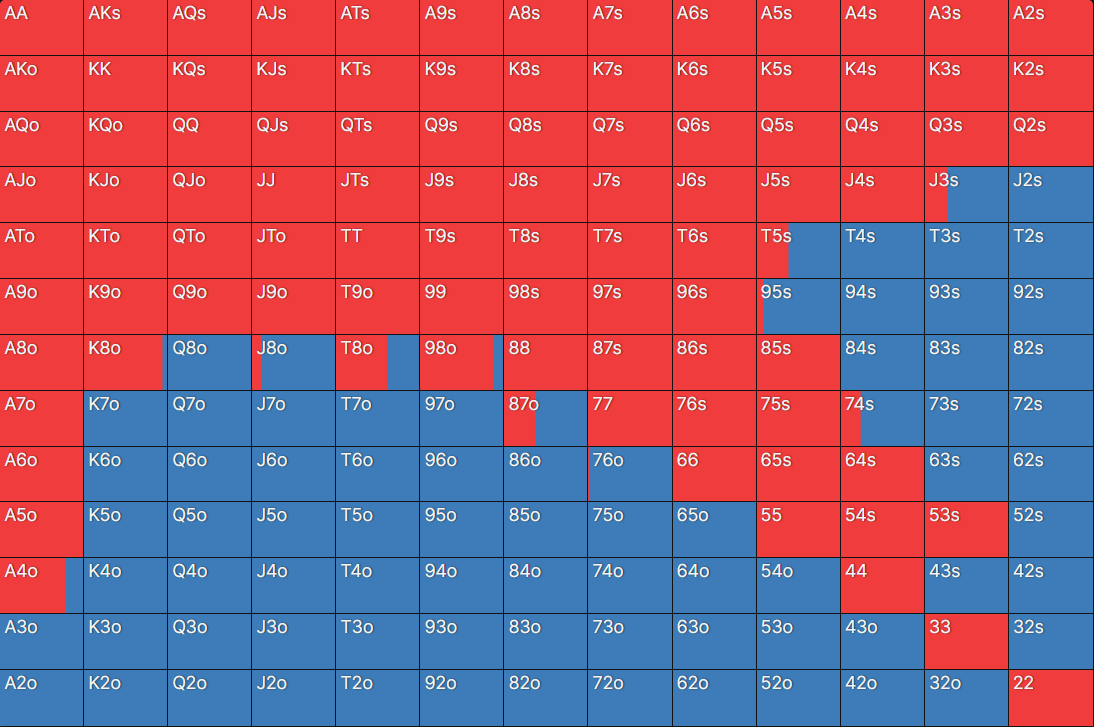 AA AKs AQs AJs ATs A9s A8s A7s A6s A5s A4s A3s A2s
AKo KK KQs KJs KTs K9s K8s K7s K6s K5s K4s K3s K2s
AQo KQo QQ QJs QTs Q9s Q8s Q7s Q6s Q5s Q4s Q3s Q2s
AJo KJo QJo JJ JTs J9s J8s J7s J6s J5s J4s J3s J2s
ATo KTo QTo JTo TT T9s T8s T7s T6s T5s T4s T3s T2s
A9o K9o Q9o J9o T9o 99 98s 97s 96s 95s 94s 93s 92s
A8o K8o Q8o J8o T8o 98o 88 87s 86s 85s 84s 83s 82s
A7o K7o Q7o J7o T7o 97o 87o 77 76s 75s 74s 73s 72s
A6o K6o Q6o J6o T6o 96o 86o 76o 66 65s 64s 63s 62s
A5o K5o Q5o J5o T5o 95o 85o 75o 65o 55 54s 53s 52s
A4o K4o Q4o J4o T4o 94o 84o 74o 64o 54o 44 43s 42s
A3o K3o Q3o J3o T3o 93o 83o 73o 63o 53o 43o 33 32s
A2o K2o Q2o J2o T2o 92o 82o 72o 62o 52o 42o 32o 22